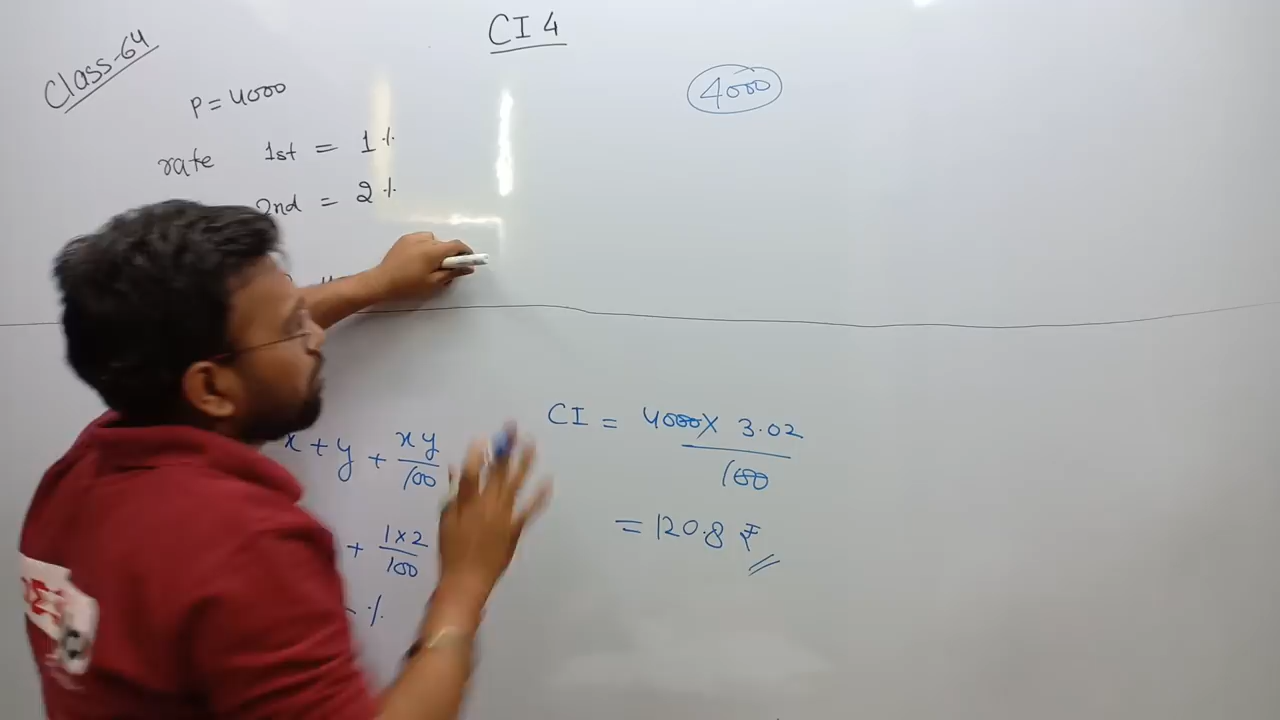 CI 4
Class-64
4000
P = 4000
rate 1st = 1 %
2nd = 2 %
x + y + xy/100
+ 1×2/100
%
CI = 4000 × 3.02/100
= 120.8 ₹